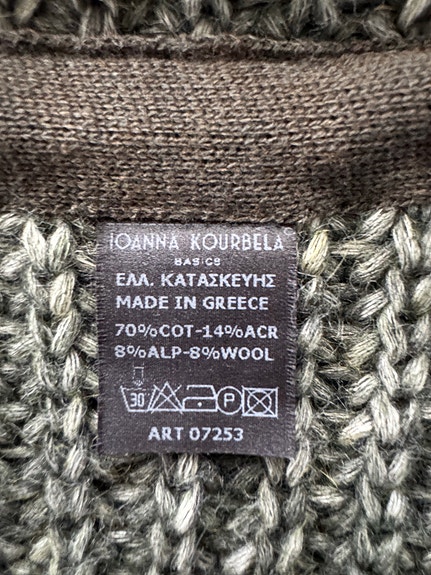 IOANNA KOURBELA
BASICS
ΕΛΛ. ΚΑΤΑΣΚΕΥΗΣ
MADE IN GREECE
70%COT-14%ACR
8%ALP-8%WOOL
30 P
ART 07253